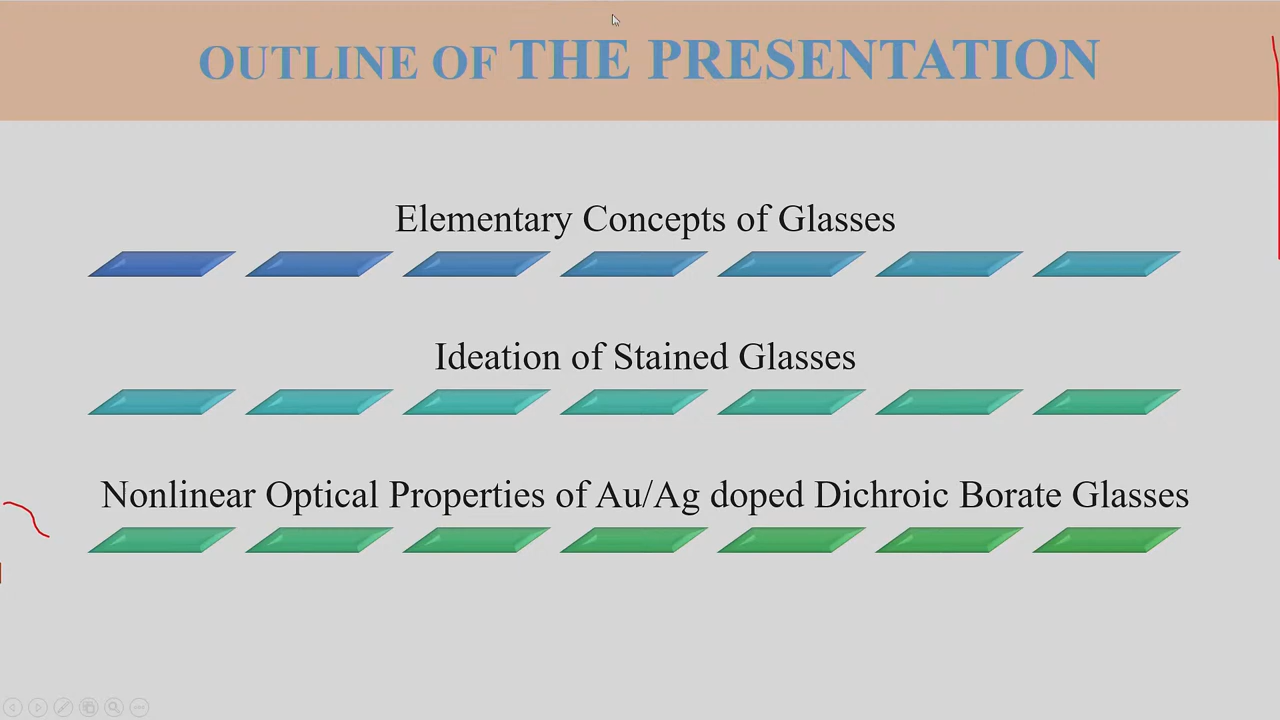 OUTLINE OF THE PRESENTATION
Elementary Concepts of Glasses
Ideation of Stained Glasses
Nonlinear Optical Properties of Au/Ag doped Dichroic Borate Glasses